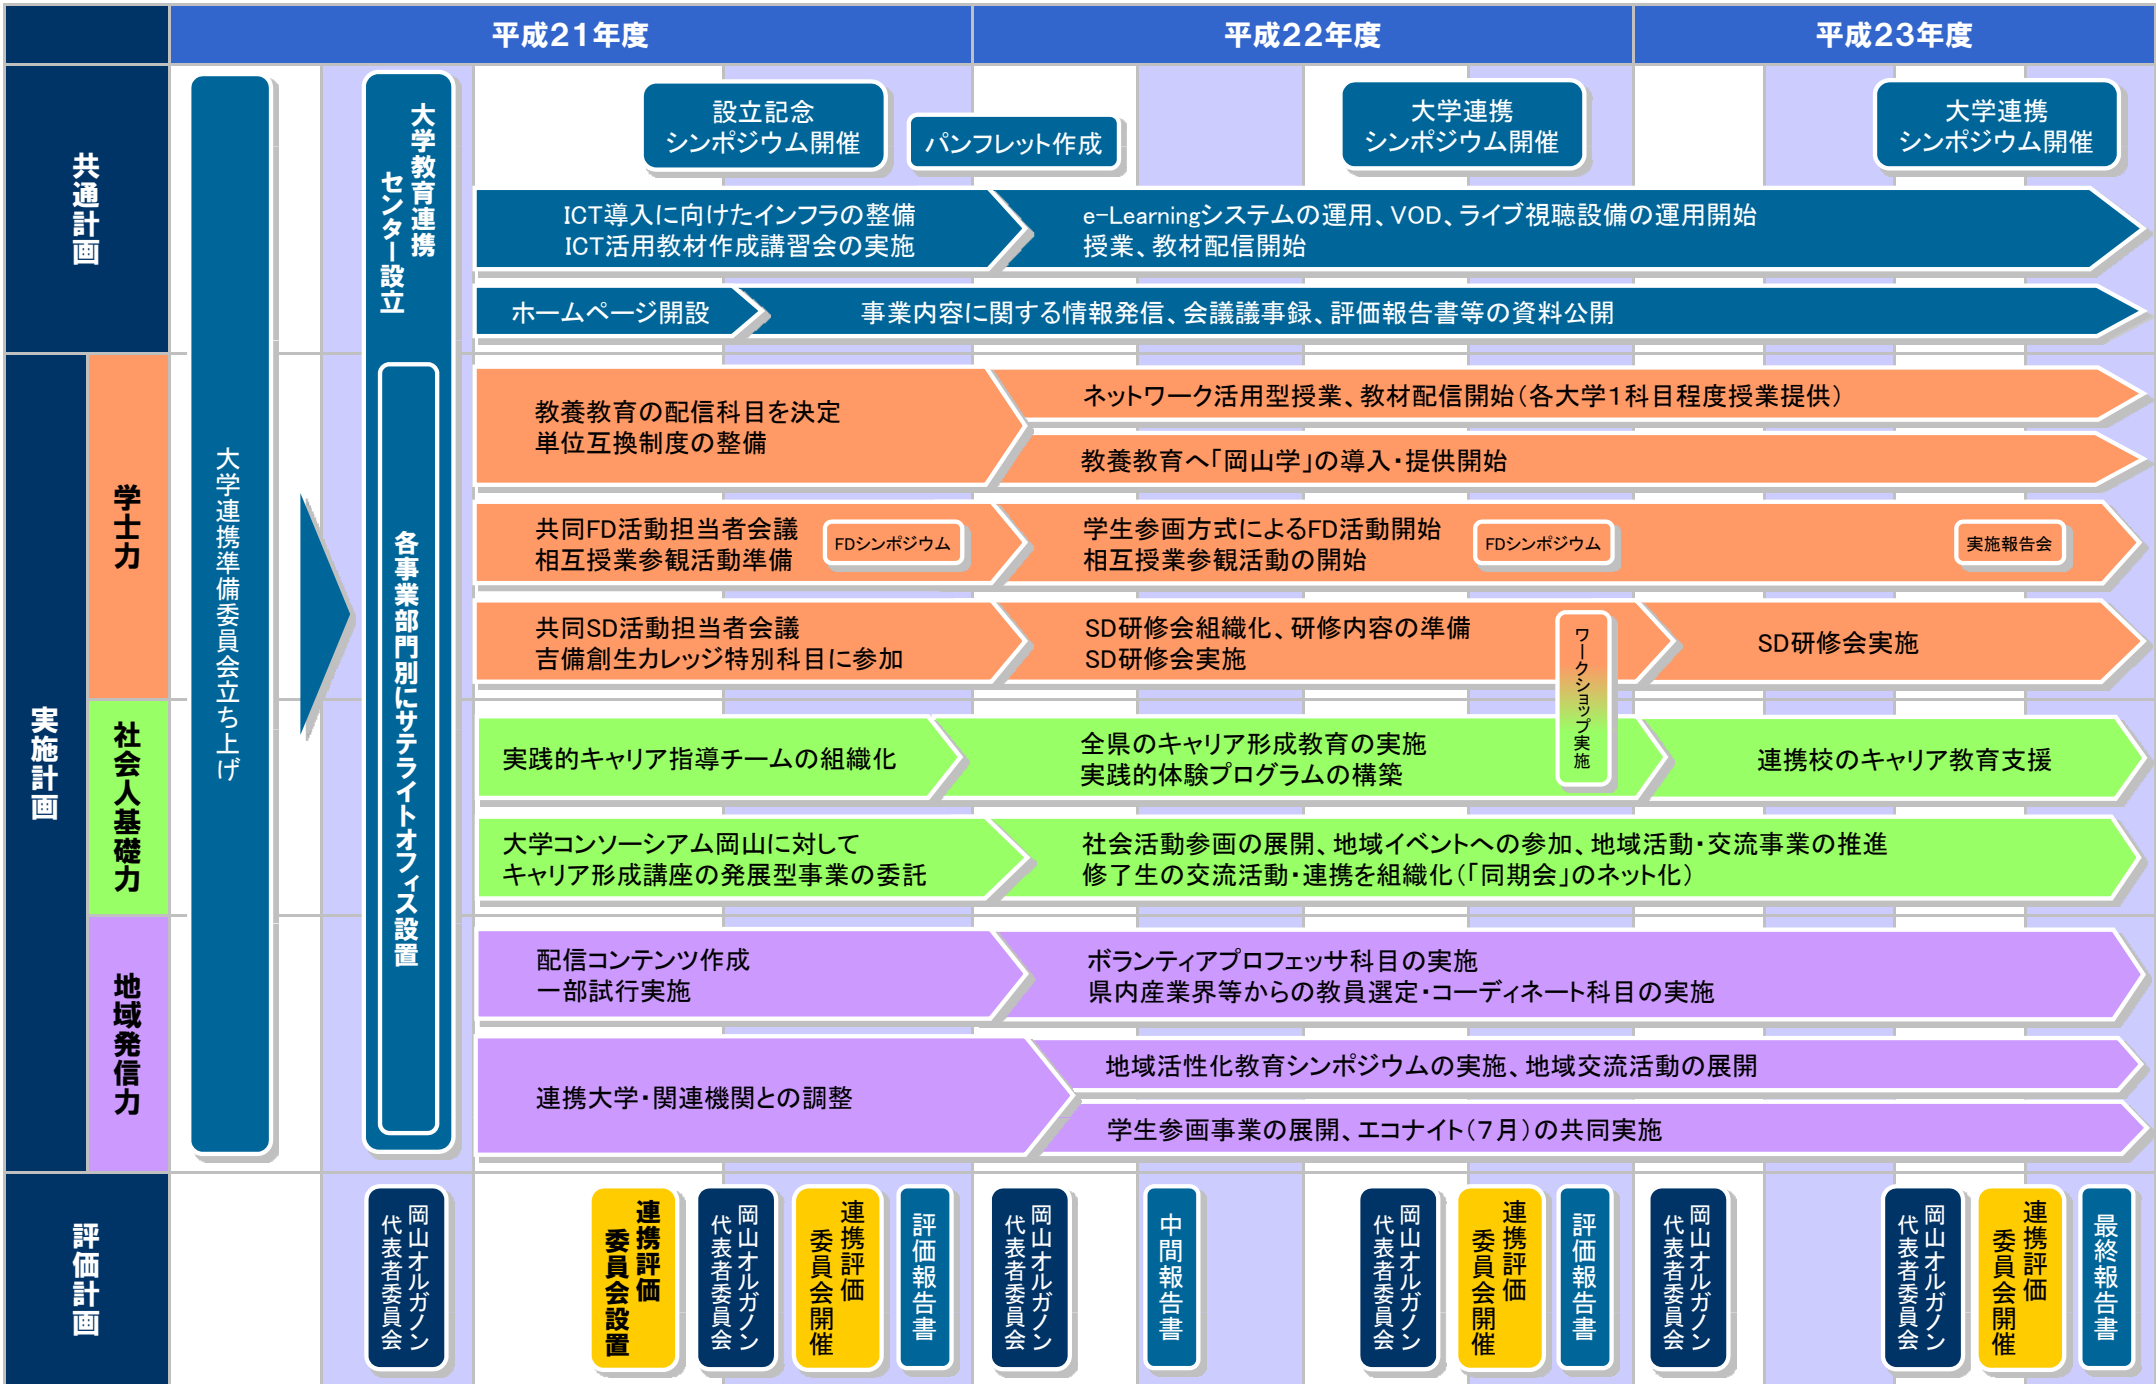 平成21年度
平成22年度
平成23年度
共通計画
大学連携準備委員会立ち上げ
大学教育連携
センター設立
各事業部門別にサテライトオフィス設置
設立記念
シンポジウム開催
パンフレット作成
大学連携
シンポジウム開催
大学連携
シンポジウム開催
ICT導入に向けたインフラの整備
ICT活用教材作成講習会の実施
e-Learningシステムの運用、VOD、ライブ視聴設備の運用開始
授業、教材配信開始
ホームページ開設
事業内容に関する情報発信、会議議事録、評価報告書等の資料公開
実施計画
学士力
教養教育の配信科目を決定
単位互換制度の整備
ネットワーク活用型授業、教材配信開始（各大学1科目程度授業提供）
教養教育へ「岡山学」の導入・提供開始
共同FD活動担当者会議
相互授業参観活動準備
FDシンポジウム
学生参画方式によるFD活動開始
相互授業参観活動の開始
FDシンポジウム
実施報告会
共同SD活動担当者会議
吉備創生カレッジ特別科目に参加
SD研修会組織化、研修内容の準備
SD研修会実施
ワークショップ実施
SD研修会実施
社会人基礎力
実践的キャリア指導チームの組織化
全県のキャリア形成教育の実施
実践的体験プログラムの構築
連携校のキャリア教育支援
大学コンソーシアム岡山に対して
キャリア形成講座の発展型事業の委託
社会活動参画の展開、地域イベントへの参加、地域活動・交流事業の推進
修了生の交流活動・連携を組織化（「同期会」のネット化）
地域発信力
配信コンテンツ作成
一部試行実施
ボランティアプロフェッサ科目の実施
県内産業界等からの教員選定・コーディネート科目の実施
連携大学・関連機関との調整
地域活性化教育シンポジウムの実施、地域交流活動の展開
学生参画事業の展開、エコナイト（7月）の共同実施
評価計画
岡山オルガノン
代表者委員会
連携評価
委員会設置
岡山オルガノン
代表者委員会
連携評価
委員会開催
評価報告書
岡山オルガノン
代表者委員会
中間報告書
岡山オルガノン
代表者委員会
連携評価
委員会開催
評価報告書
岡山オルガノン
代表者委員会
岡山オルガノン
代表者委員会
連携評価
委員会開催
最終報告書